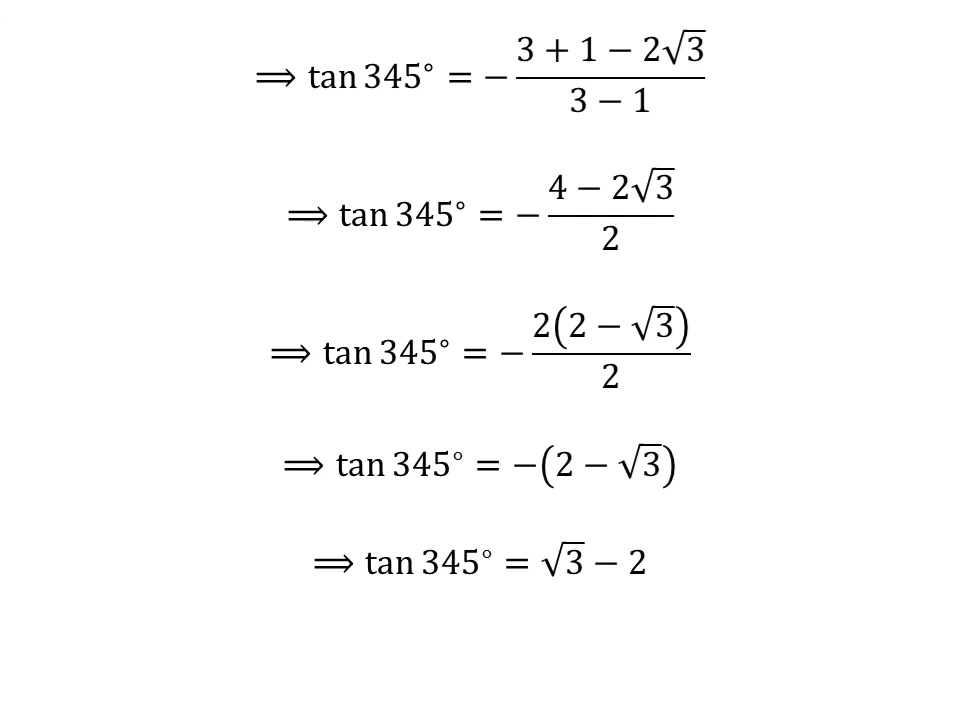 ⟹ tan 345° = −(3 + 1 − 2√3)/(3 − 1)
⟹ tan 345° = −(4 − 2√3)/2
⟹ tan 345° = −2(2 − √3)/2
⟹ tan 345° = −(2 − √3)
⟹ tan 345° = √3 − 2